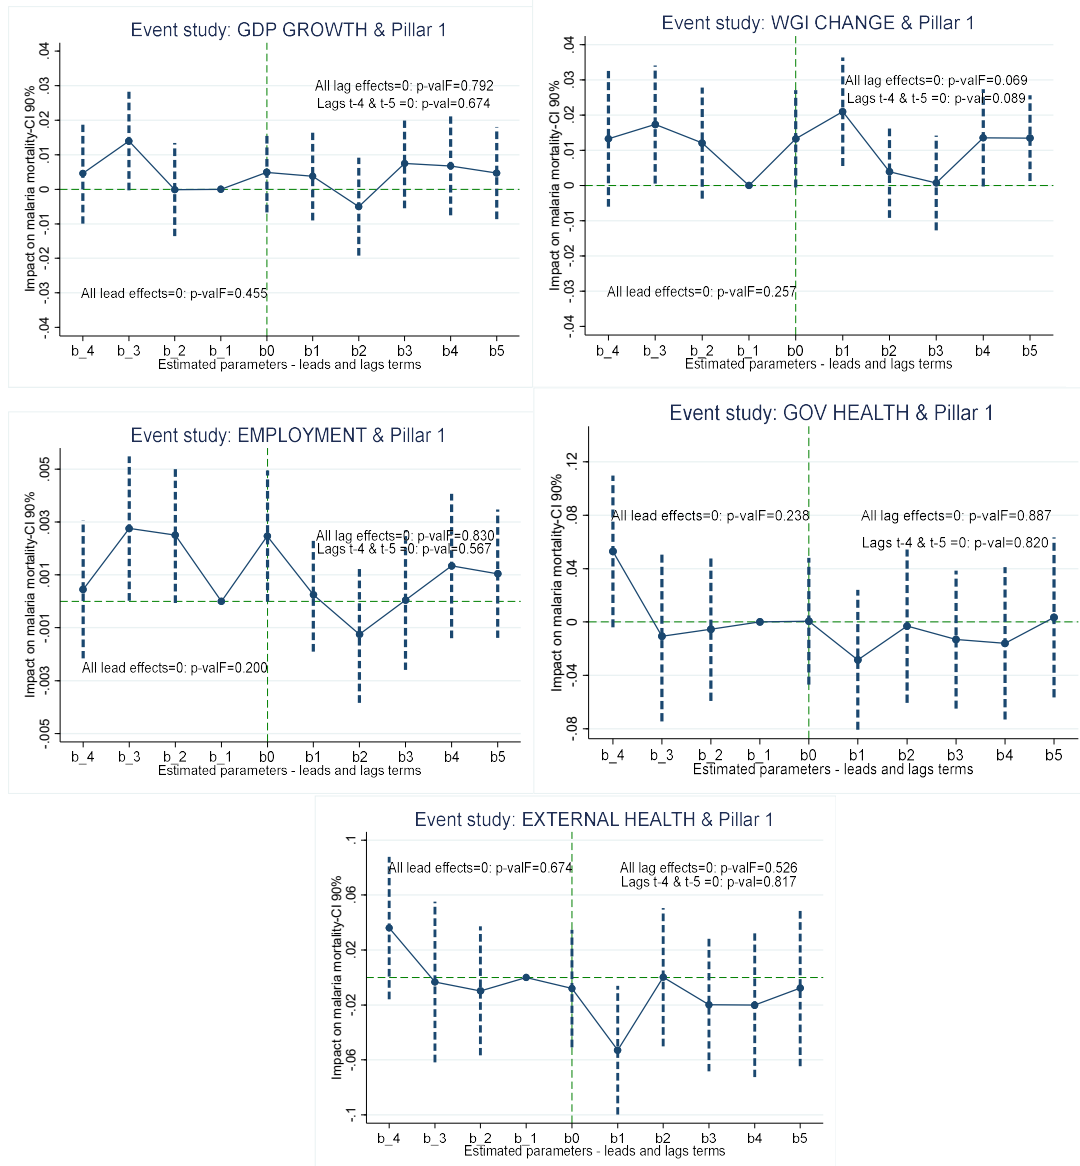 Event study: GDP GROWTH & Pillar 1
Impact on malaria mortality-CI 90%
.04
.03
.02
.01
0
-.01
-.02
-.03
-.04
All lag effects=0: p-valF=0.792
Lags t-4 & t-5 =0: p-val=0.674
All lead effects=0: p-valF=0.455
b_4 b_3 b_2 b_1 b0 b1 b2 b3 b4 b5
Estimated parameters - leads and lags terms
Event study: WGI CHANGE & Pillar 1
Impact on malaria mortality-CI 90%
.04
.03
.02
.01
0
-.01
-.02
-.03
-.04
All lag effects=0: p-valF=0.069
Lags t-4 & t-5 =0: p-val=0.089
All lead effects=0: p-valF=0.257
b_4 b_3 b_2 b_1 b0 b1 b2 b3 b4 b5
Estimated parameters - leads and lags terms
Event study: EMPLOYMENT & Pillar 1
Impact on malaria mortality-CI 90%
.005
.003
.001
-.001
-.003
-.005
All lag effects=0: p-valF=0.830
Lags t-4 & t-5 =0: p-val=0.567
All lead effects=0: p-valF=0.200
b_4 b_3 b_2 b_1 b0 b1 b2 b3 b4 b5
Estimated parameters - leads and lags terms
Event study: GOV HEALTH & Pillar 1
Impact on malaria mortality-CI 90%
.12
.08
.04
0
-.04
-.08
All lead effects=0: p-valF=0.238
All lag effects=0: p-valF=0.887
Lags t-4 & t-5 =0: p-val=0.820
b_4 b_3 b_2 b_1 b0 b1 b2 b3 b4 b5
Estimated parameters - leads and lags terms
Event study: EXTERNAL HEALTH & Pillar 1
Impact on malaria mortality-CI 90%
.1
.06
.02
-.02
-.06
-.1
All lead effects=0: p-valF=0.674
All lag effects=0: p-valF=0.526
Lags t-4 & t-5 =0: p-val=0.817
b_4 b_3 b_2 b_1 b0 b1 b2 b3 b4 b5
Estimated parameters - leads and lags terms